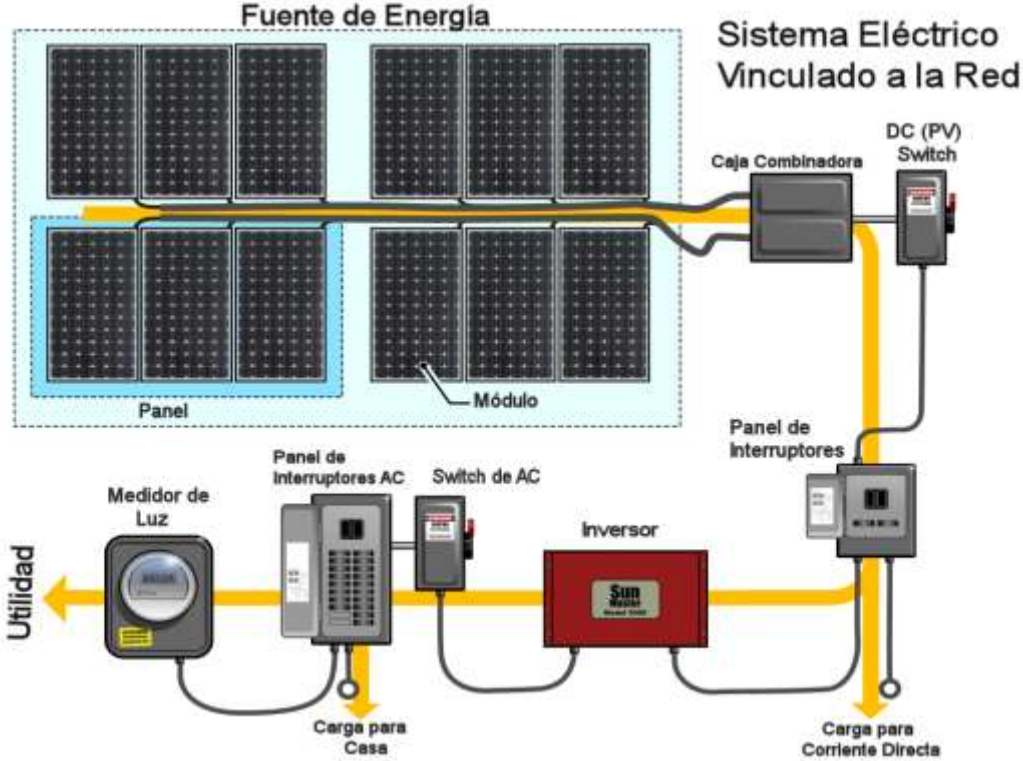 Fuente de Energía
Sistema Eléctrico
Vinculado a la Red
DC (PV)
Switch
Caja Combinadora
Panel
Módulo
Panel de
Interruptores
Panel de
Interruptores AC
Switch de AC
Medidor de
Luz
Inversor
Sun
Utilidad
Carga para
Casa
Carga para
Corriente Directa